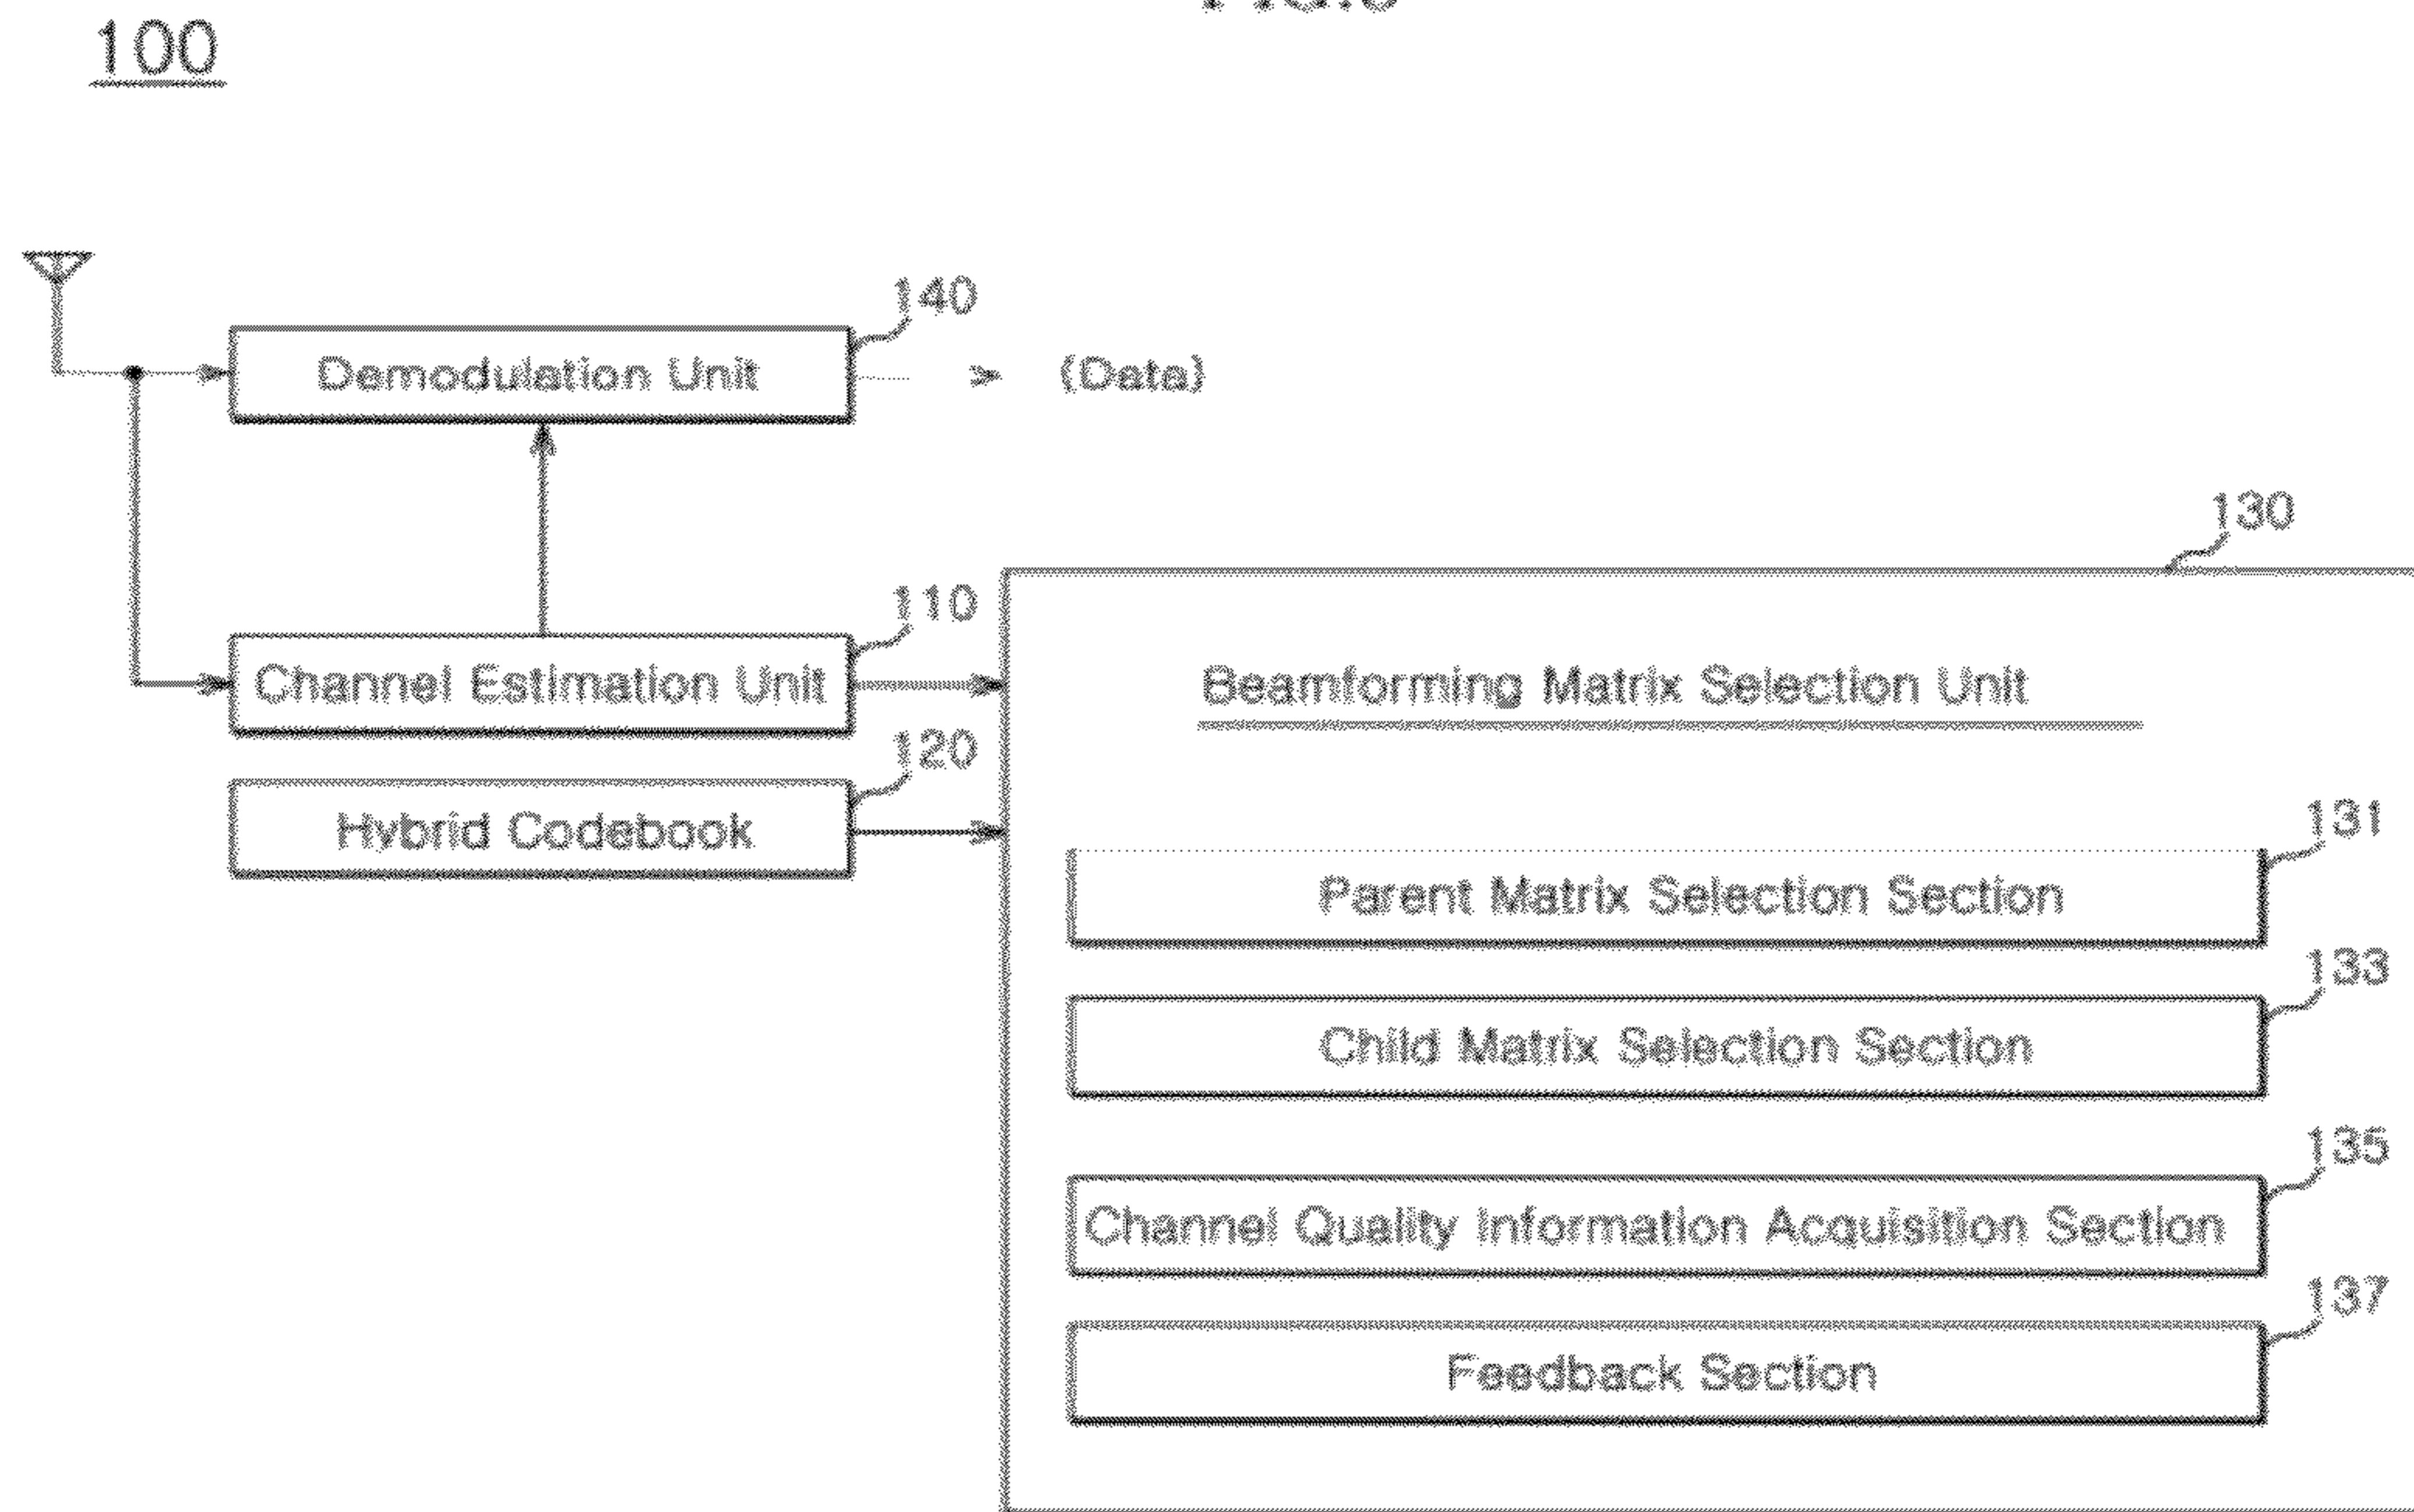 100
140
Demodulation Unit
(Data)
130
110
Channel Estimation Unit
Beamforming Matrix Selection Unit
120
Hybrid Codebook
131
Parent Matrix Selection Section
133
Child Matrix Selection Section
135
Channel Quality Information Acquisition Section
137
Feedback Section